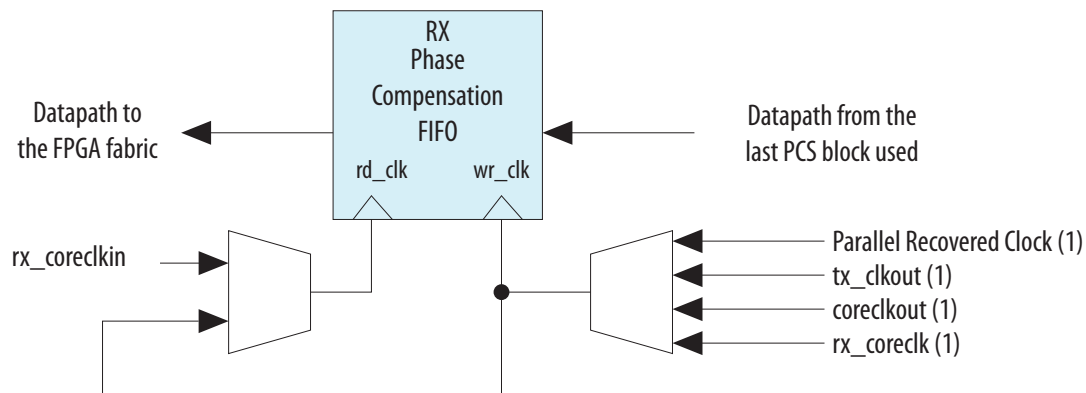 RX
Phase
Compensation
FIFO
Datapath to
the FPGA fabric
Datapath from the
last PCS block used
rd_clk
wr_clk
rx_coreclkin
Parallel Recovered Clock (1)
tx_clkout (1)
coreclkout (1)
rx_coreclk (1)